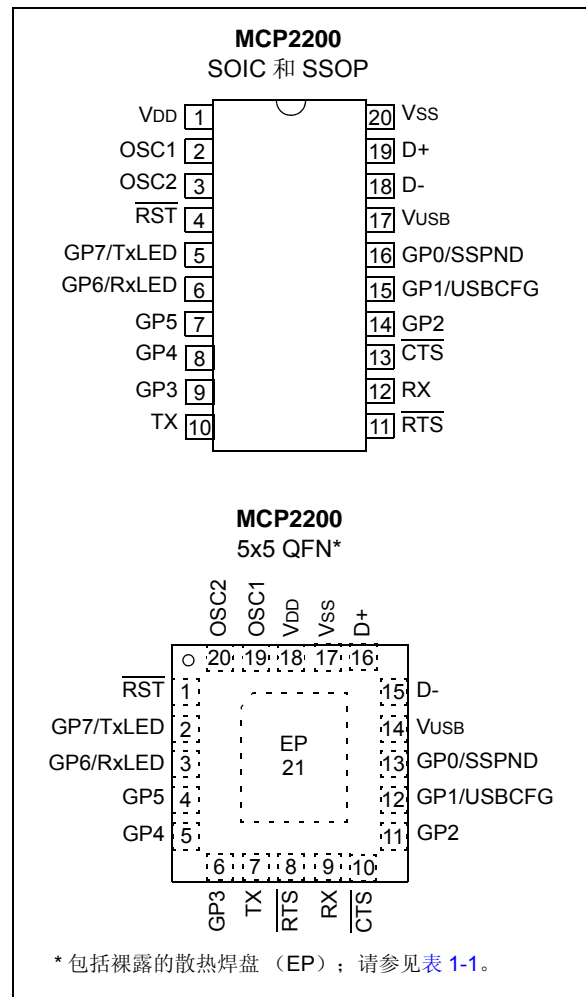 MCP2200
SOIC 和 SSOP
VDD 1 20 VSS
OSC1 2 19 D+
OSC2 3 18 D-
RST 4 17 VUSB
GP7/TxLED 5 16 GP0/SSPND
GP6/RxLED 6 15 GP1/USBCFG
GP5 7 14 GP2
GP4 8 13 CTS
GP3 9 12 RX
TX 10 11 RTS
MCP2200
5x5 QFN*
OSC2 OSC1 VDD VSS D+
20 19 18 17 16
RST 1 15 D-
GP7/TxLED 2 14 VUSB
GP6/RxLED 3 EP 13 GP0/SSPND
21
GP5 4 12 GP1/USBCFG
GP4 5 11 GP2
6 7 8 9 10
GP3 TX RTS RX CTS
* 包括裸露的散热焊盘 （EP）；请参见表 1-1。